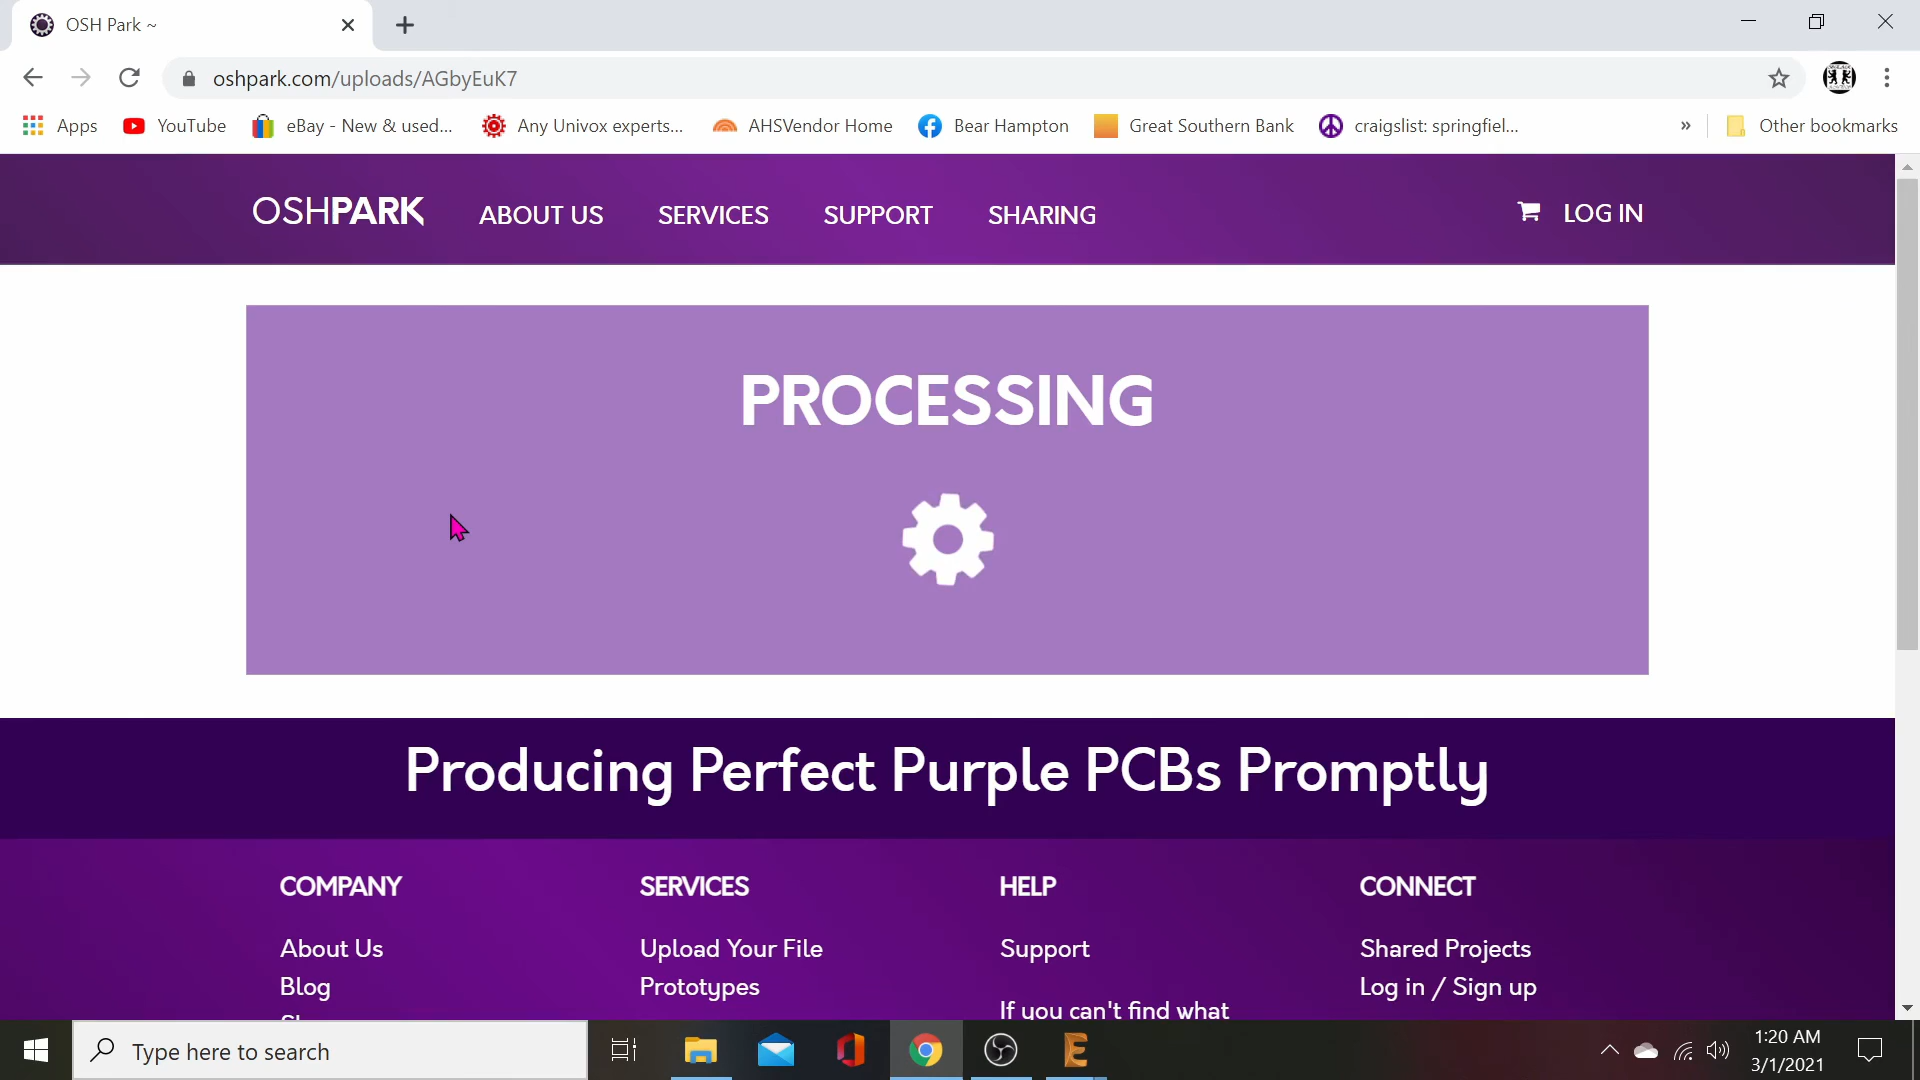 OSH Park ~
oshpark.com/uploads/AGbyEuK7
Apps YouTube eBay - New & used... Any Univox experts... AHSVendor Home Bear Hampton Great Southern Bank craigslist: springfiel... » Other bookmarks
OSHPARK ABOUT US SERVICES SUPPORT SHARING LOG IN
PROCESSING
Producing Perfect Purple PCBs Promptly
COMPANY SERVICES HELP CONNECT
About Us Upload Your File Support Shared Projects
Blog Prototypes Log in / Sign up
If you can't find what
Type here to search
1:20 AM
3/1/2021